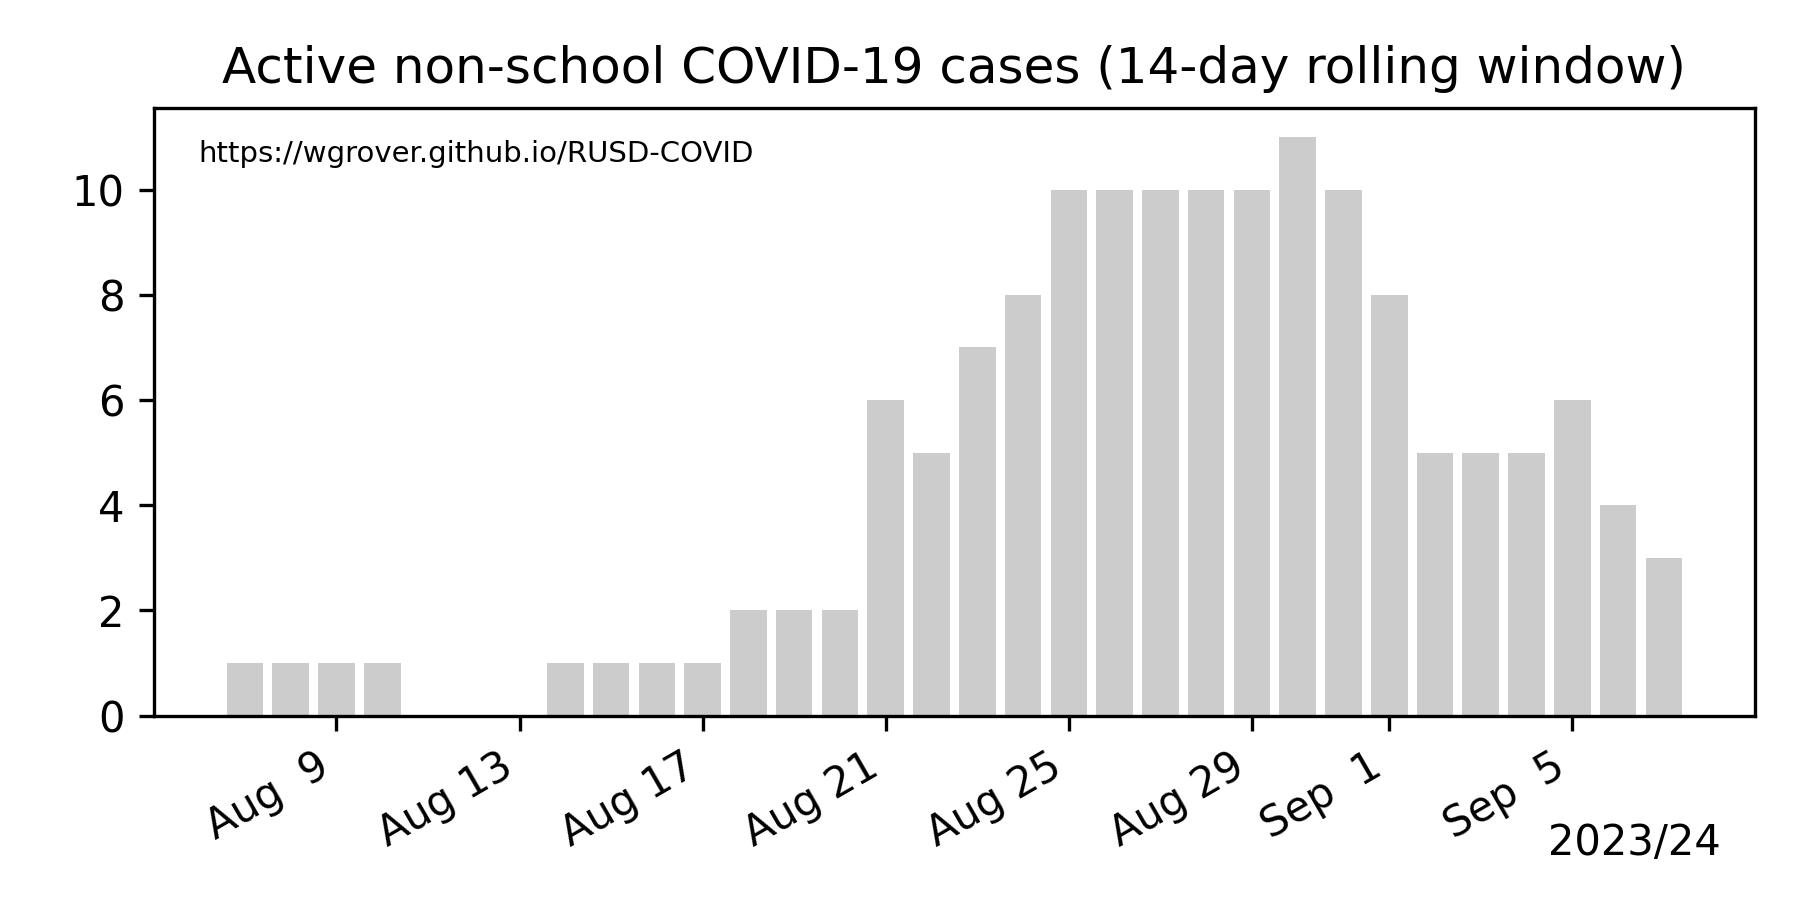 Active non-school COVID-19 cases (14-day rolling window)
https://wgrover.github.io/RUSD-COVID
10
8
6
4
2
0
Aug 9
Aug 13
Aug 17
Aug 21
Aug 25
Aug 29
Sep 1
Sep 5
2023/24